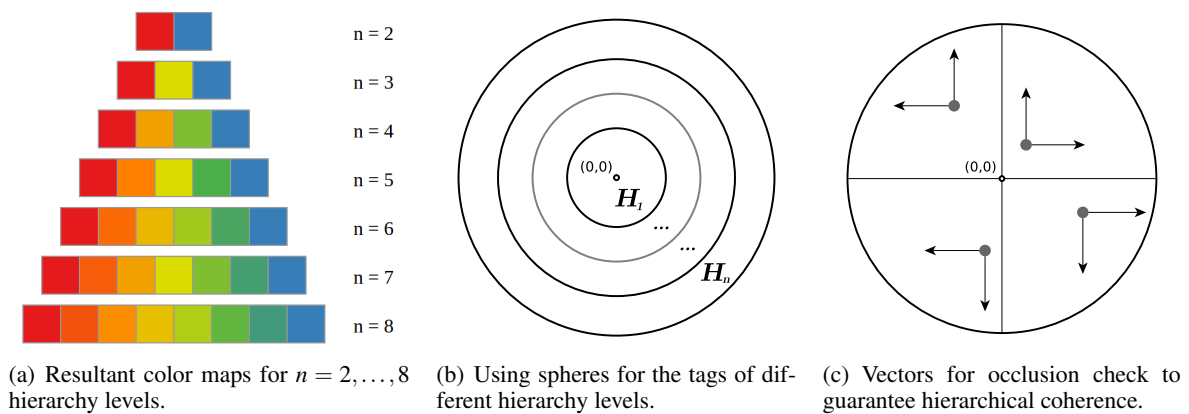 n = 2
n = 3
n = 4
n = 5
n = 6
n = 7
n = 8
(a) Resultant color maps for n = 2,...,8
hierarchy levels.
(0,0)
H1
...
...
Hn
(b) Using spheres for the tags of dif-
ferent hierarchy levels.
(0,0)
(c) Vectors for occlusion check to
guarantee hierarchical coherence.